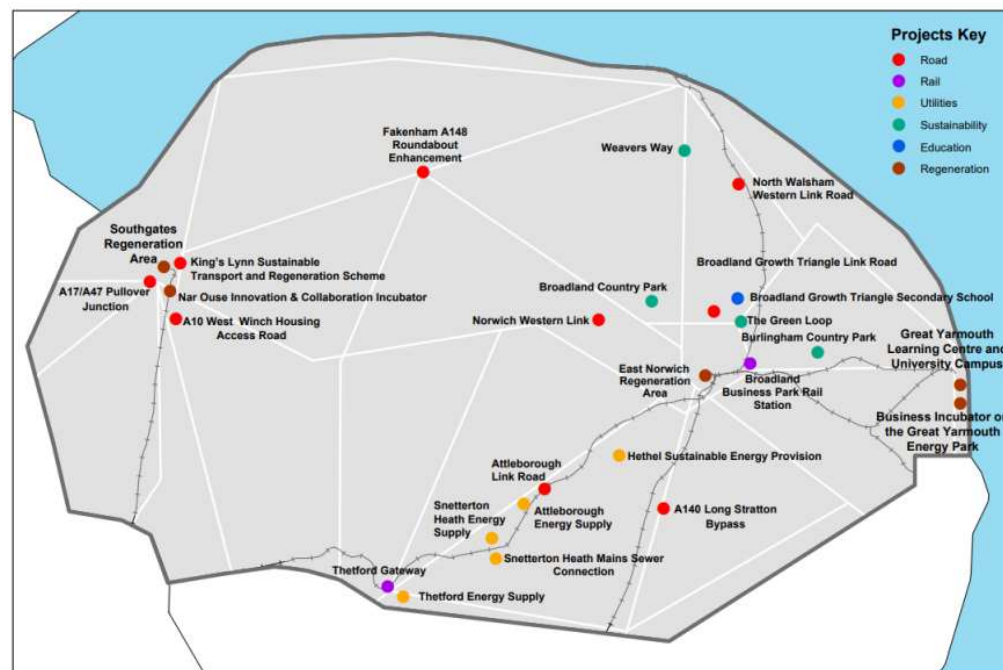 Projects Key
Road
Rail
Utilities
Sustainability
Education
Regeneration
Fakenham A148
Roundabout
Enhancement
Weavers Way
North Walsham
Western Link Road
Southgates
Regeneration
Area
King's Lynn Sustainable
Transport and Regeneration Scheme
A17/A47 Pullover
Junction
Nar Ouse Innovation & Collaboration Incubator
A10 West Winch Housing
Access Road
Broadland Growth Triangle Link Road
Broadland Country Park
Broadland Growth Triangle Secondary School
Norwich Western Link
The Green Loop
Burlingham Country Park
Great Yarmouth
Learning Centre and
University Campus
East Norwich
Regeneration
Area
Broadland
Business Park Rail
Station
Business Incubator on
the Great Yarmouth
Energy Park
Hethel Sustainable Energy Provision
Attleborough
Link Road
Snetterton
Heath Energy
Supply
Attleborough
Energy Supply
A140 Long Stratton
Bypass
Snetterton Heath Mains Sewer
Connection
Thetford Gateway
Thetford Energy Supply